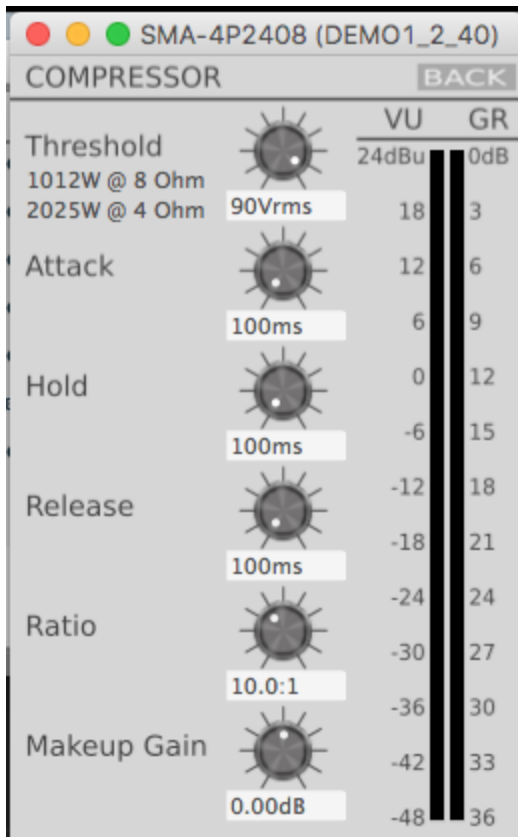 SMA-4P2408 (DEMO1_2_40)
COMPRESSOR BACK
VU GR
Threshold
1012W @ 8 Ohm
2025W @ 4 Ohm
90Vrms
Attack
100ms
Hold
100ms
Release
100ms
Ratio
10.0:1
Makeup Gain
0.00dB
24dBu 0dB
18 3
12 6
6 9
0 12
-6 15
-12 18
-18 21
-24 24
-30 27
-36 30
-42 33
-48 36